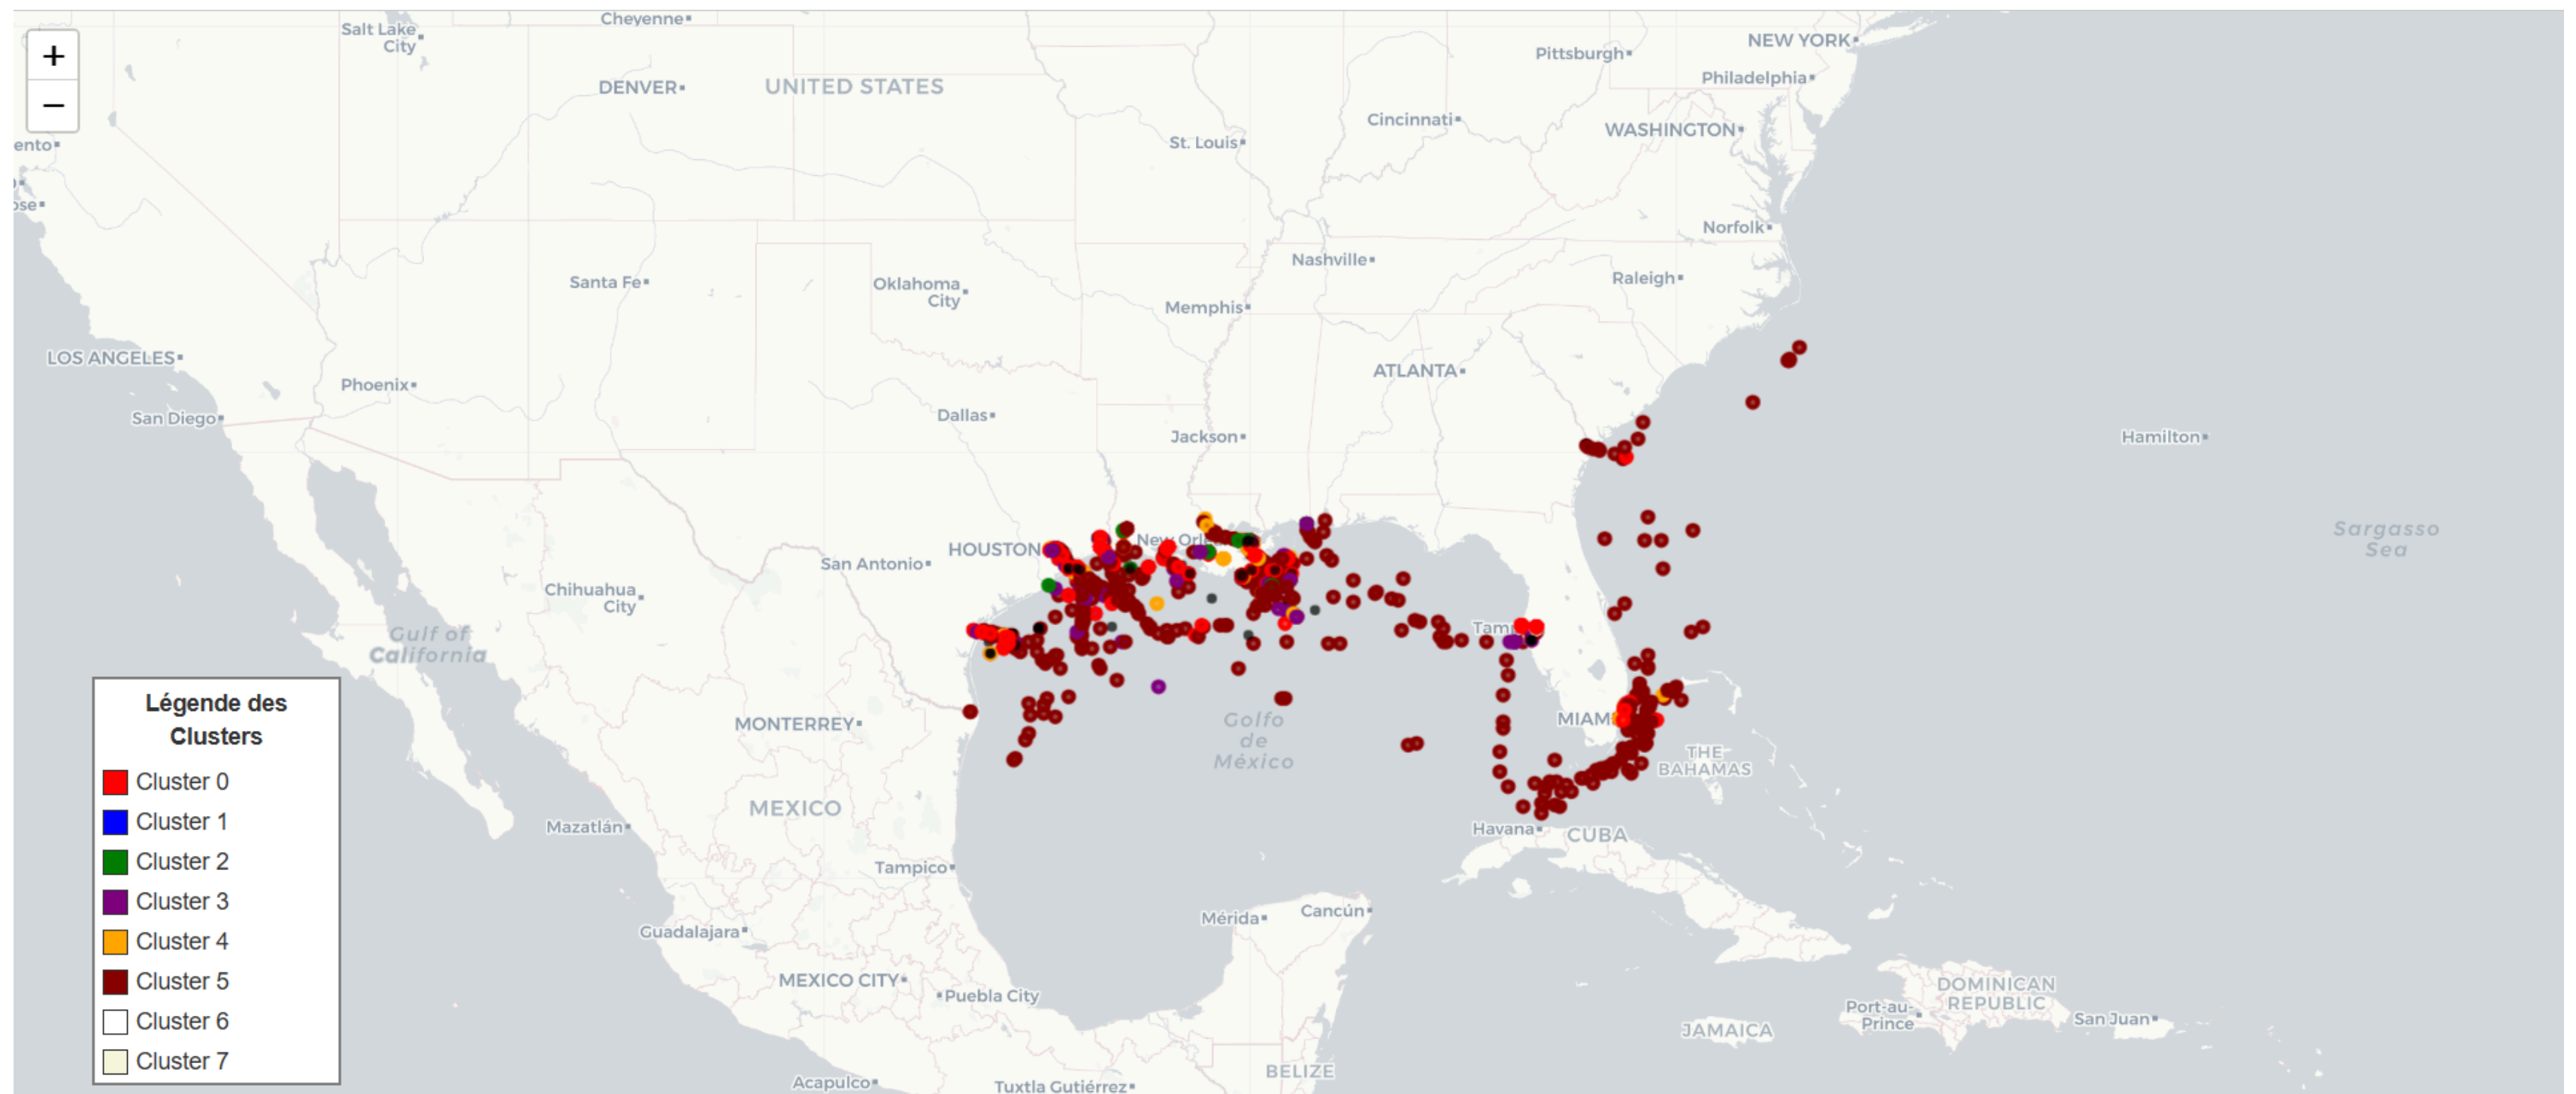 Cheyenne
Salt Lake
City
NEW YORK
+
Pittsburgh
Philadelphia
DENVER
UNITED STATES
−
Cincinnati
WASHINGTON
St. Louis
ento
ose
Norfolk
Nashville
Raleigh
Santa Fe
Oklahoma
City
Memphis
LOS ANGELES
ATLANTA
Phoenix
San Diego
Dallas
Jackson
Hamilton
Sargasso
Sea
HOUSTON
New Orl
San Antonio
Chihuahua
City
Gulf of
California
Tam
Légende des
Clusters
MONTERREY
Golfo
de
México
MIAM
THE
BAHAMAS
Cluster 0
Cluster 1
Cluster 2
Cluster 3
Cluster 4
Cluster 5
Cluster 6
Cluster 7
MEXICO
Mazatlán
Havana
CUBA
Tampico
Mérida
Cancún
Guadalajara
MEXICO CITY
Puebla City
DOMINICAN
REPUBLIC
Port-au-
Prince
San Juan
JAMAICA
BELIZE
Acapulco
Tuxtla Gutiérrez